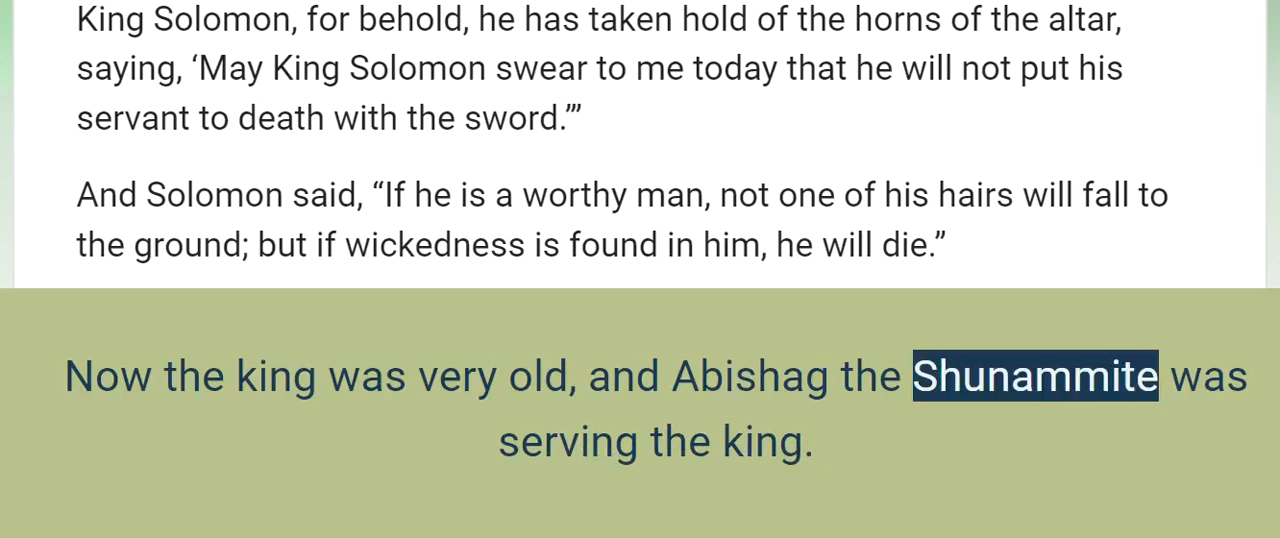 King Solomon, for behold, he has taken hold of the horns of the altar,
saying, ‘May King Solomon swear to me today that he will not put his
servant to death with the sword.’”
And Solomon said, “If he is a worthy man, not one of his hairs will fall to
the ground; but if wickedness is found in him, he will die.”
Now the king was very old, and Abishag the Shunammite was
serving the king.